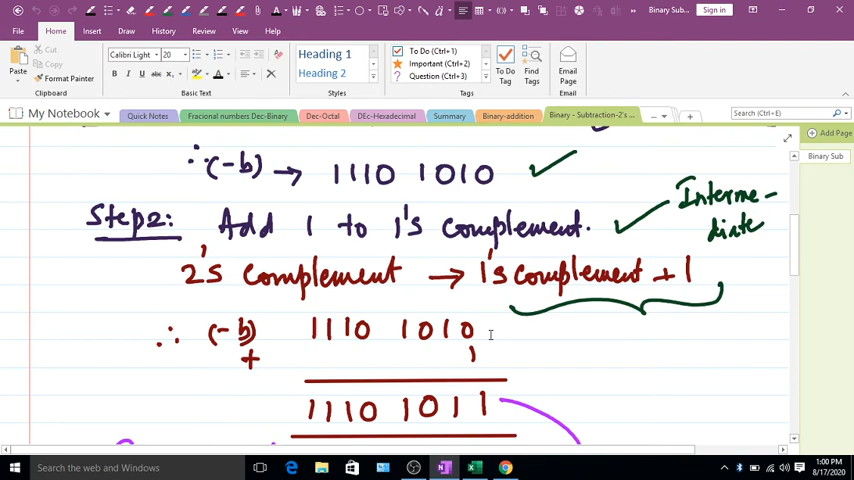 Binary Sub Sign in
File Home Insert Draw History Review View Help
Cut
Copy
Paste
Format Painter
Calibri Light 20
Heading 1
Heading 2
To Do (Ctrl+1)
Important (Ctrl+2)
Question (Ctrl+3)
To Do Tag
Find Tags
Email Page
Clipboard
Basic Text
Styles
Tags
Email
My Notebook Quick Notes Fractional numbers Dec-Binary Dec-Octal DEc-Hexadecimal Summary Binary-addition Binary - Subtraction-2's ... Search (Ctrl+E)
Add Page
Binary Sub
∴ (-b) → 1110 1010 ✓
Step2: Add 1 to 1's complement. ✓ Interme-
diate
2's complement → 1's complement + 1
∴ (-b) 1110 1010
+ 1
1110 1011
Search the web and Windows
1:00 PM
8/17/2020